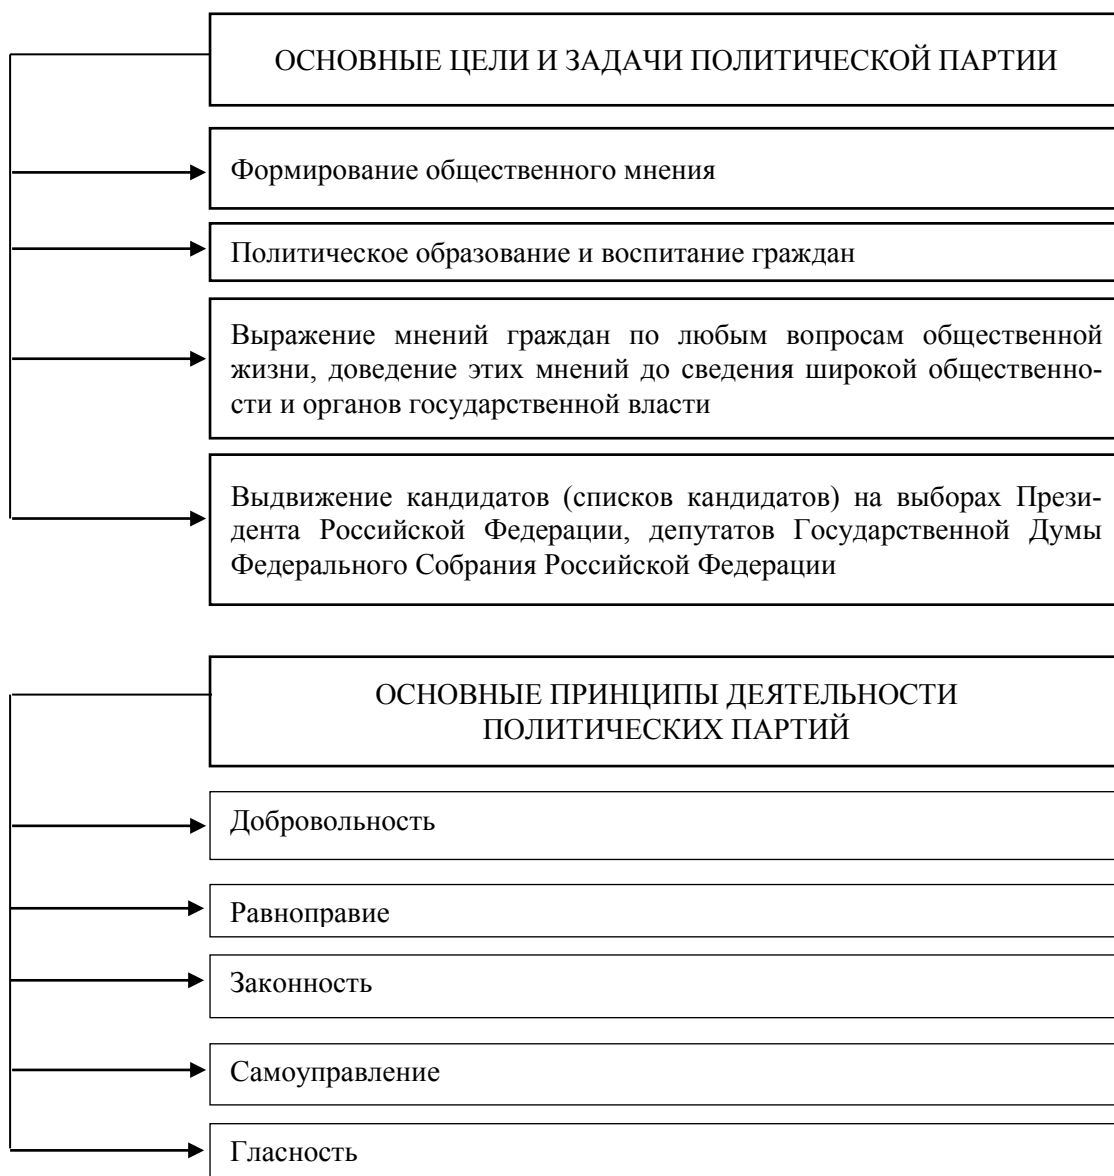 ОСНОВНЫЕ ЦЕЛИ И ЗАДАЧИ ПОЛИТИЧЕСКОЙ ПАРТИИ
Формирование общественного мнения
Политическое образование и воспитание граждан
Выражение мнений граждан по любым вопросам общественной
жизни, доведение этих мнений до сведения широкой общественно-
сти и органов государственной власти
Выдвижение кандидатов (списков кандидатов) на выборах Прези-
дента Российской Федерации, депутатов Государственной Думы
Федерального Собрания Российской Федерации
ОСНОВНЫЕ ПРИНЦИПЫ ДЕЯТЕЛЬНОСТИ
ПОЛИТИЧЕСКИХ ПАРТИЙ
Добровольность
Равноправие
Законность
Самоуправление
Гласность